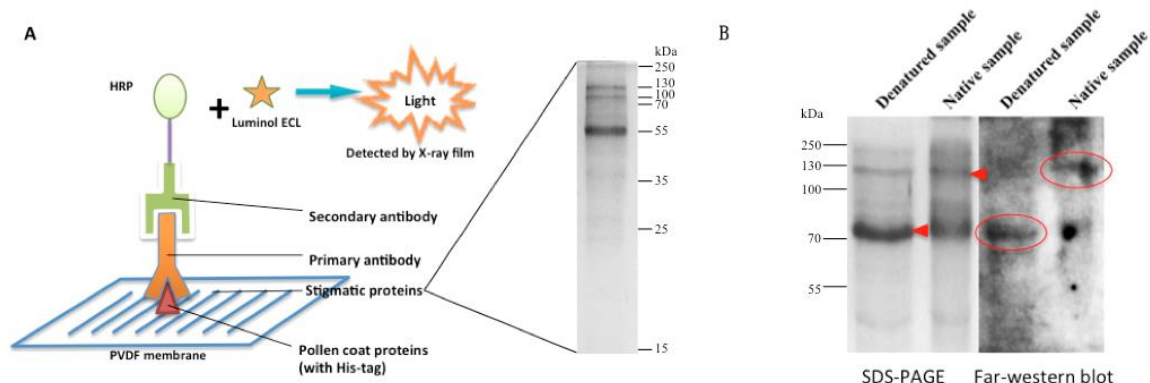 A
HRP
Luminol ECL
Light
Detected by X-ray film
Secondary antibody
Primary antibody
Stigmatic proteins
Pollen coat proteins
(with His-tag)
PVDF membrane
kDa
250
130
100
70
55
35
25
15
B
Denatured sample
Native sample
Denatured sample
Native sample
kDa
250
130
100
70
55
SDS-PAGE
Far-western blot